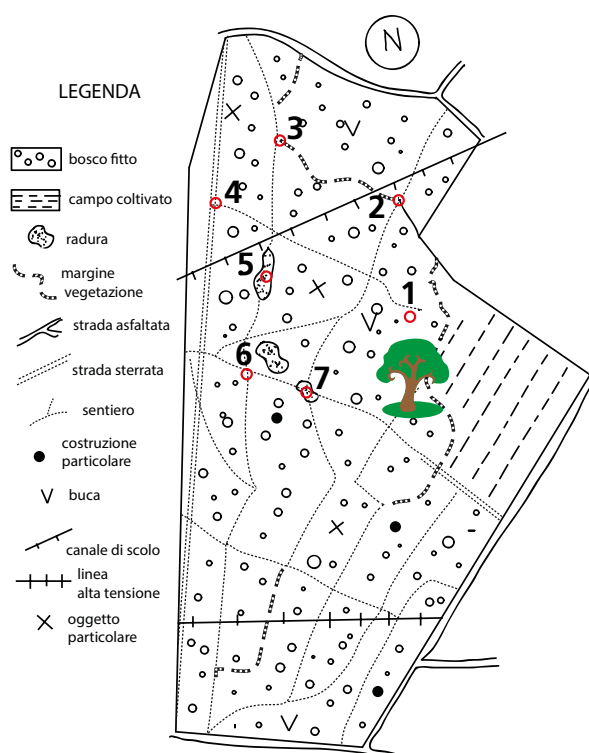 N
LEGENDA
bosco fitto
campo coltivato
radura
margine
vegetazione
strada asfaltata
strada sterrata
sentiero
costruzione
particolare
buca
canale di scolo
linea
alta tensione
oggetto
particolare
3
4
2
5
1
6
7